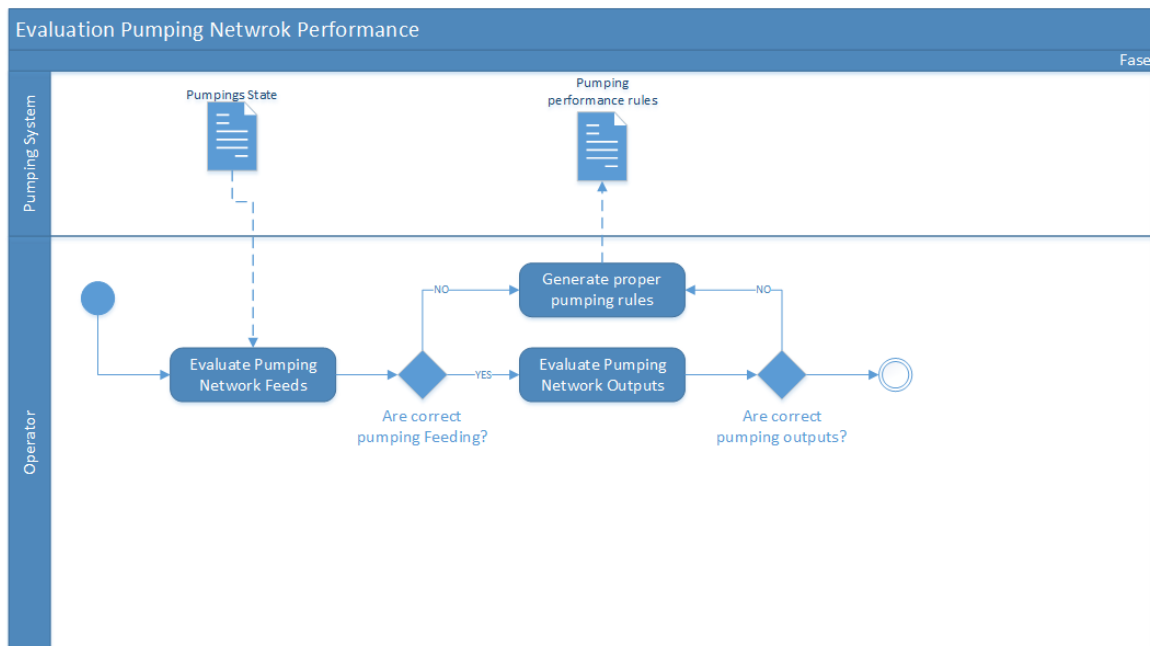 Evaluation Pumping Netwrok Performance
Fase
Pumping System
Pumpings State
Pumping
performance rules
Operator
Generate proper
pumping rules
NO
NO
Evaluate Pumping
Network Feeds
YES
Evaluate Pumping
Network Outputs
Are correct
pumping Feeding?
Are correct
pumping outputs?